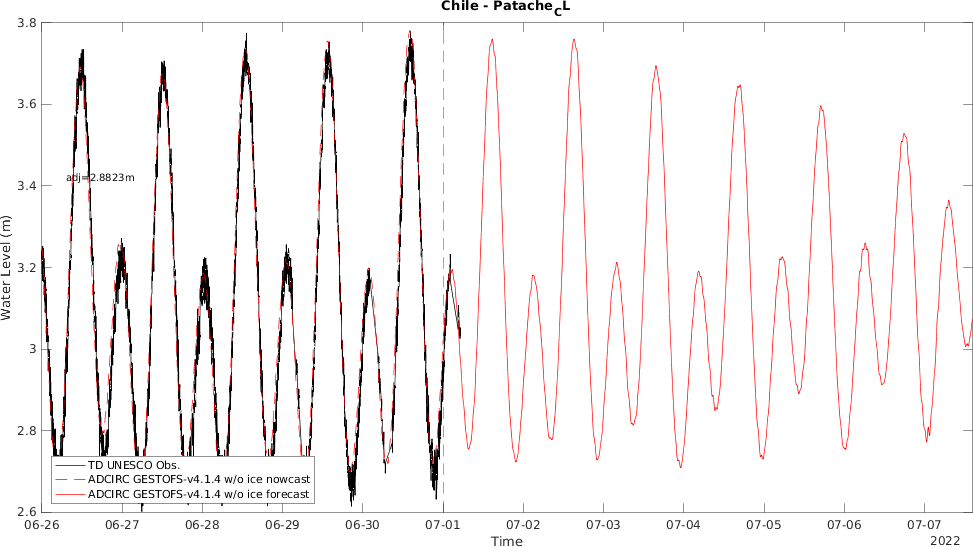 Chile - Patache_CL
3.8
3.6
3.4
3.2
3
2.8
2.6
Water Level (m)
adj=2.8823m
TD UNESCO Obs.
ADCIRC GESTOFS-v4.1.4 w/o ice nowcast
ADCIRC GESTOFS-v4.1.4 w/o ice forecast
06-26 06-27 06-28 06-29 06-30 07-01 07-02 07-03 07-04 07-05 07-06 07-07
Time
2022